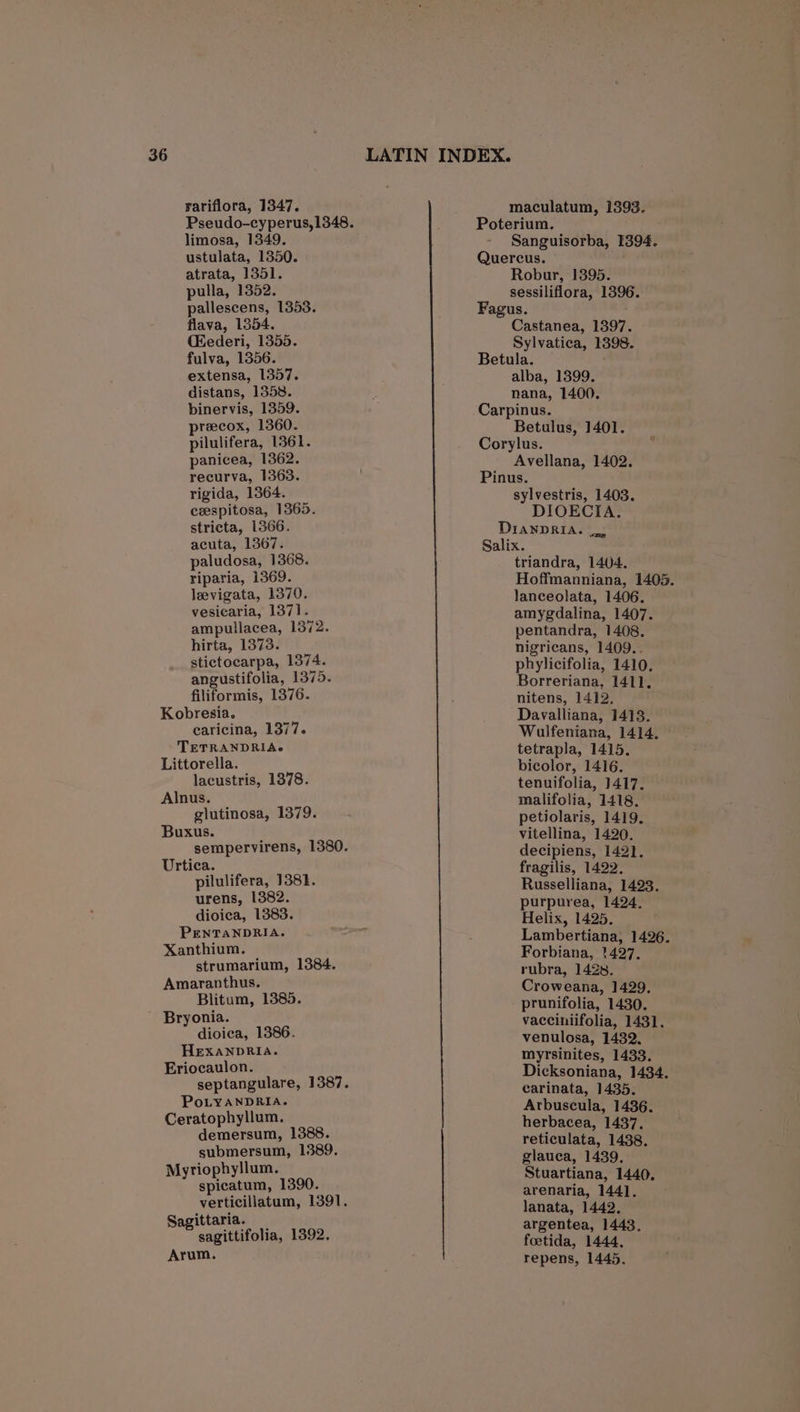 36
LATIN INDEX.
rariflora, 1347.
Pseudo-cyperus, 1348.
limosa, 1349.
ustulata, 1350.
atrata, 1351.
pulla, 1352.
pallescens, 1353.
flava, 1354.
Œederi, 1355.
fulva, 1356.
extensa, 1357.
distans, 1358.
binervis, 1359.
præcox, 1360.
pilulifera, 1361.
panicea, 1362.
recurva, 1363.
rigida, 1364.
cæspitosa, 1365.
stricta, 1366.
acuta, 1367.
paludosa, 1368.
riparia, 1369.
lævigata, 1370.
vesicaria, 1371.
ampullacea, 1372.
hirta, 1373.
stictocarpa, 1374.
angustifolia, 1375.
filiformis, 1376.
Kobresia.
caricina, 1377.
TETRANDRIA.
Littorella.
lacustris, 1378.
Alnus.
glutinosa, 1379.
Buxus.
sempervirens, 1380.
Urtica.
pilulifera, 1381.
urens, 1382.
dioica, 1383.
PENTANDRIA.
Xanthium.
strumarium, 1384.
Amaranthus.
Blitum, 1385.
Bryonia.
dioica, 1386.
HEXANDRIA.
Eriocaulon.
septangulare, 1387.
POLYANDRIA.
Ceratophyllum.
demersum, 1388.
submersum, 1389.
Myriophyllum.
spicatum, 1390.
verticillatum, 1391.
Sagittaria.
sagittifolia, 1392.
Arum.
maculatum, 1393.
Poterium.
Sanguisorba, 1394.
Quercus.
Robur, 1395.
sessiliflora, 1396.
Fagus.
Castanea, 1397.
Sylvatica, 1398.
Betula.
alba, 1399.
nana, 1400.
Carpinus.
Betulus, 1401.
Corylus.
Avellana, 1402.
Pinus.
sylvestris, 1403.
DIOECIA.
DIANDRIA.
Salix.
triandra, 1404.
Hoffmanniana, 1405.
lanceolata, 1406.
amygdalina, 1407.
pentandra, 1408.
nigricans, 1409.
phylicifolia, 1410.
Borreriana, 1411.
nitens, 1412.
Davalliana, 1413.
Wulfeniana, 1414.
tetrapla, 1415.
bicolor, 1416.
tenuifolia, 1417.
malifolia, 1418.
petiolaris, 1419.
vitellina, 1420.
decipiens, 1421.
fragilis, 1422.
Russelliana, 1423.
purpurea, 1424.
Helix, 1425.
Lambertiana, 1426.
Forbiana, 1427.
rubra, 1428.
Croweana, 1429.
prunifolia, 1430.
vacciniifolia, 1431.
venulosa, 1432.
myrsinites, 1433.
Dicksoniana, 1434.
carinata, 1435.
Arbuscula, 1436.
herbacea, 1437.
reticulata, 1438.
glauca, 1439.
Stuartiana, 1440.
arenaria, 1441.
lanata, 1442.
argentea, 1443.
fœtida, 1444.
repens, 1445.